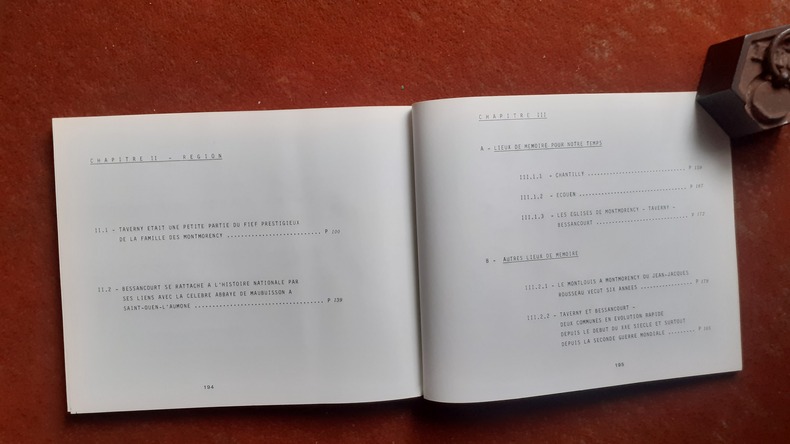 CHAPITRE II - REGION
II.1 - TAVERNY ETAIT UNE PETITE PARTIE DU FIEF PRESTIGIEUX
DE LA FAMILLE DES MONTMORENCY .............................. P
II.2 - BESSANCOURT SE RATTACHE A L'HISTOIRE NATIONALE PAR
SES LIENS AVEC LA CELEBRE ABBAYE DE MAUBUISSON A
SAINT-OUEN-L'AUMONE ........................................ P 139
194
CHAPITRE III
A - LIEUX DE MEMOIRE POUR NOTRE TEMPS
III.1.1 - CHANTILLY .............................. P
III.1.2 - ECOUEN ................................. P
III.1.3 - LES EGLISES DE MONTMORENCY - TAVERNY -
BESSANCOURT ............................. P
B - AUTRES LIEUX DE MEMOIRE
III.2.1 - LE MONTLOUIS A MONTMORENCY OU JEAN-JACQUES
ROUSSEAU VECUT SIX ANNEES ................ P
III.2.2 - TAVERNY ET BESSANCOURT -
DEUX COMMUNES EN EVOLUTION RAPIDE
DEPUIS LE DEBUT DU XXE SIECLE ET SURTOUT
DEPUIS LA SECONDE GUERRE MONDIALE ......... P
195